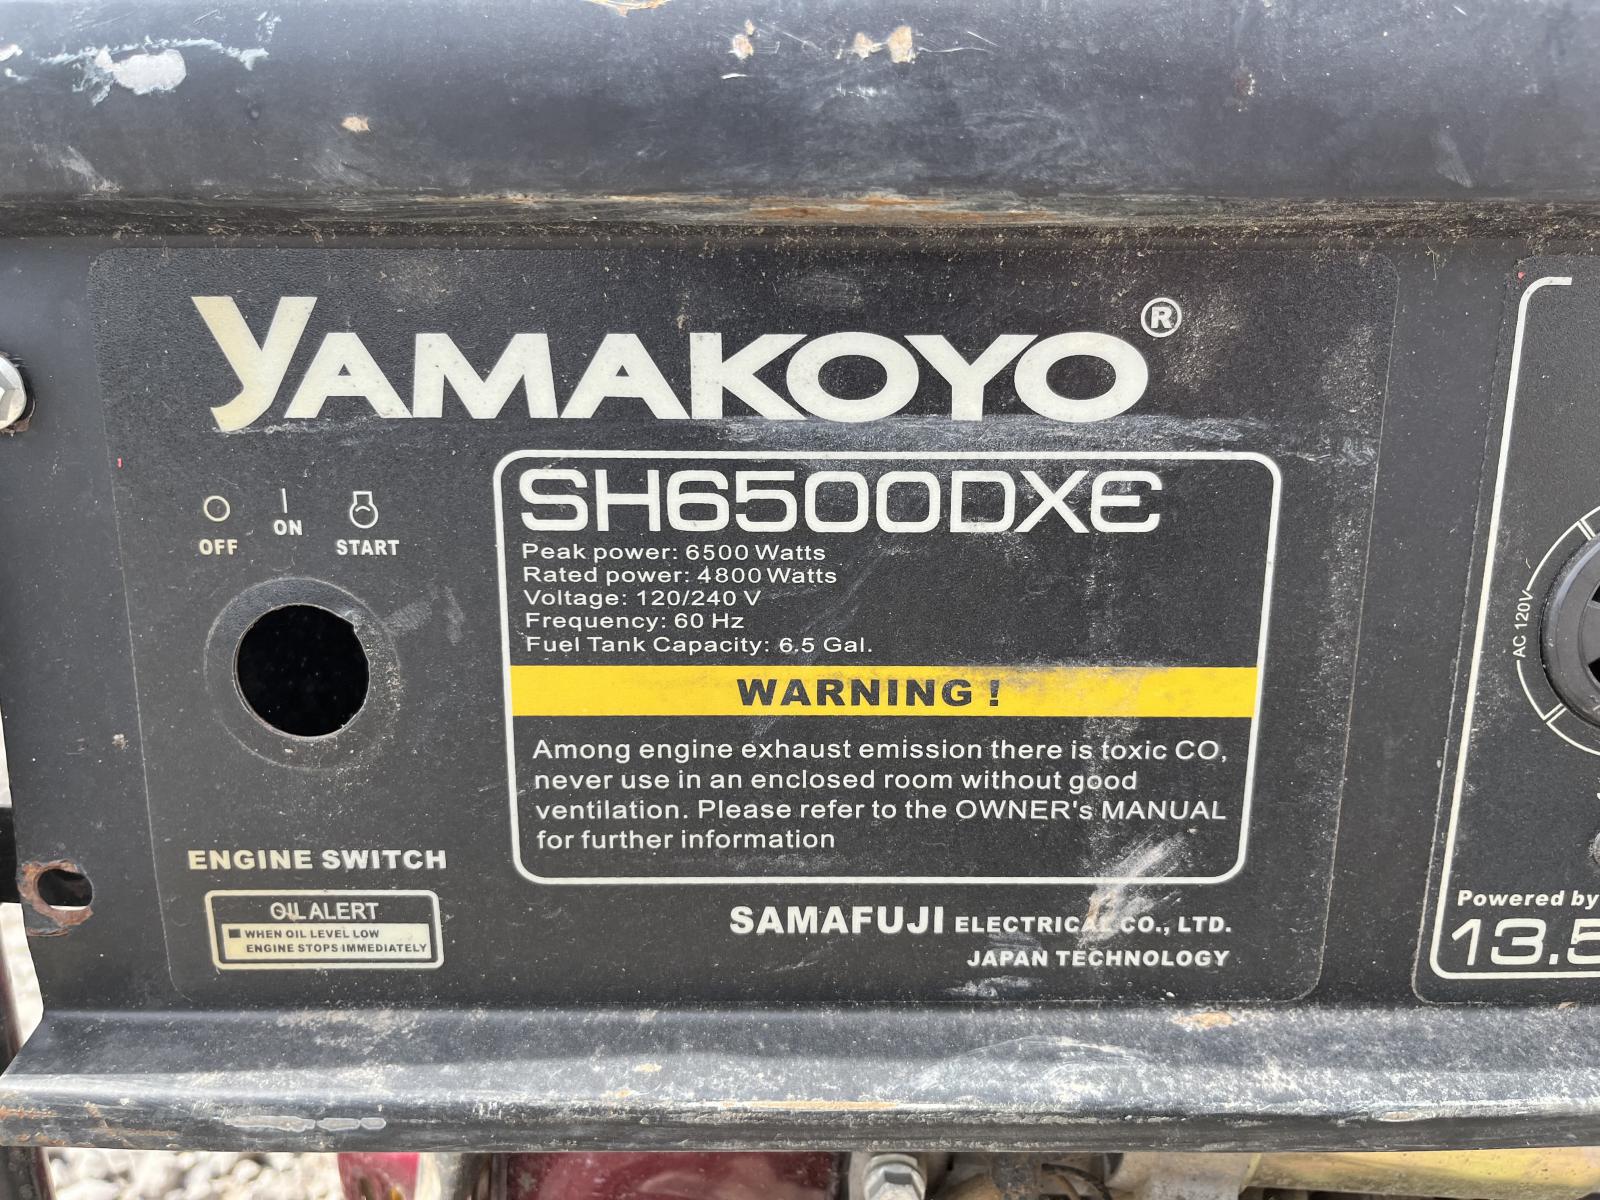 YAMAKOYO®
SH6500DXE
Peak power: 6500 Watts
Rated power: 4800 Watts
Voltage: 120/240 V
Frequency: 60 Hz
Fuel Tank Capacity: 6.5 Gal.
WARNING !
Among engine exhaust emission there is toxic CO,
never use in an enclosed room without good
ventilation. Please refer to the OWNER's MANUAL
for further information
OFF
ON
START
ENGINE SWITCH
OIL ALERT
WHEN OIL LEVEL LOW
ENGINE STOPS IMMEDIATELY
SAMAFUJI ELECTRICAL CO., LTD.
JAPAN TECHNOLOGY
AC 120V
Powered by
13.5